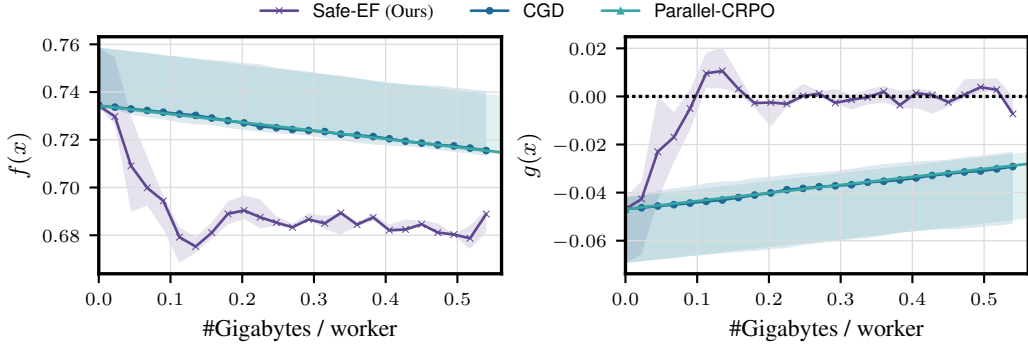 Safe-EF (Ours) CGD Parallel-CRPO
f(x)
0.76
0.74
0.72
0.70
0.68
0.0 0.1 0.2 0.3 0.4 0.5
#Gigabytes / worker
g(x)
0.02
0.00
−0.02
−0.04
−0.06
0.0 0.1 0.2 0.3 0.4 0.5
#Gigabytes / worker